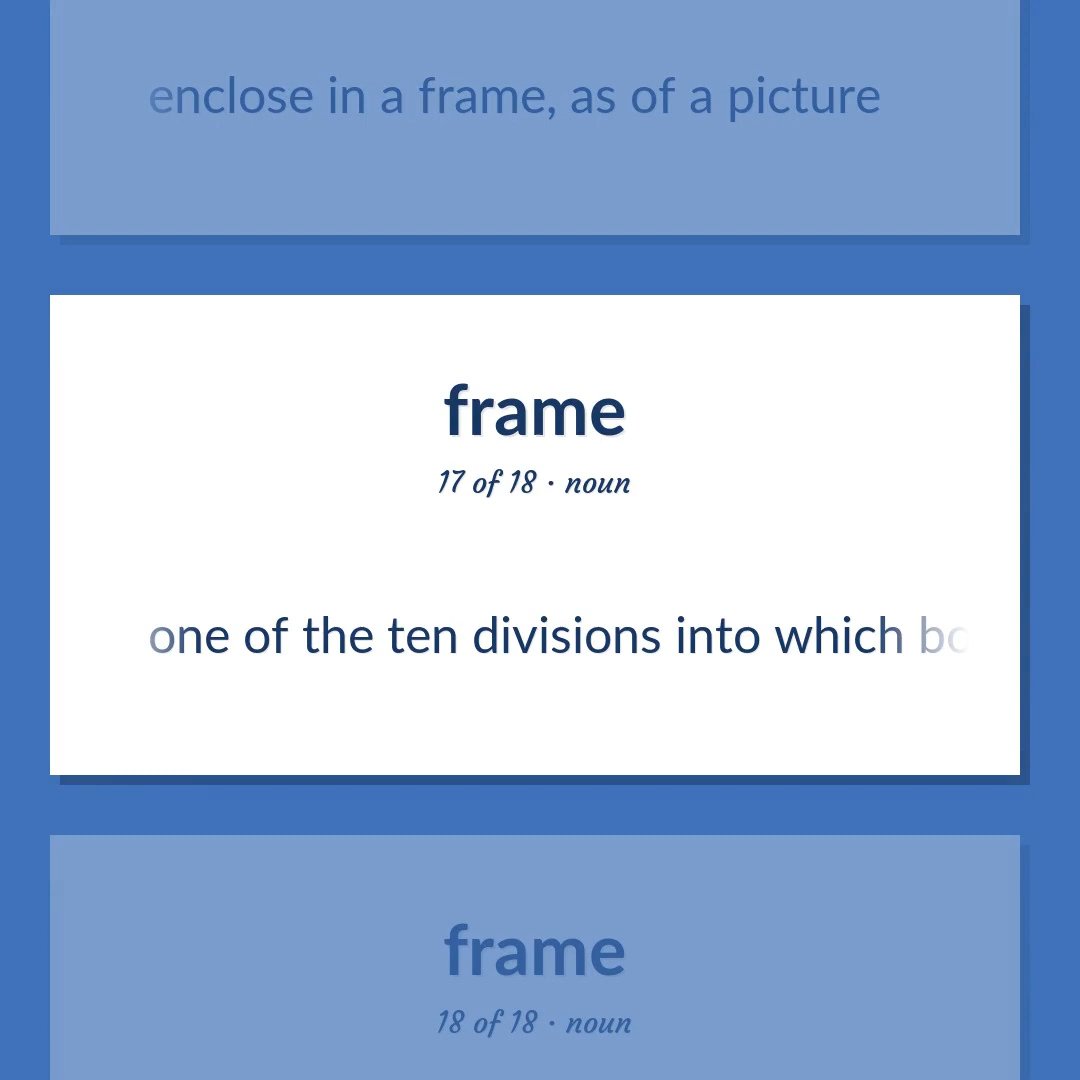 enclose in a frame, as of a picture
frame
17 of 18 · noun
one of the ten divisions into which
frame
18 of 18 · noun